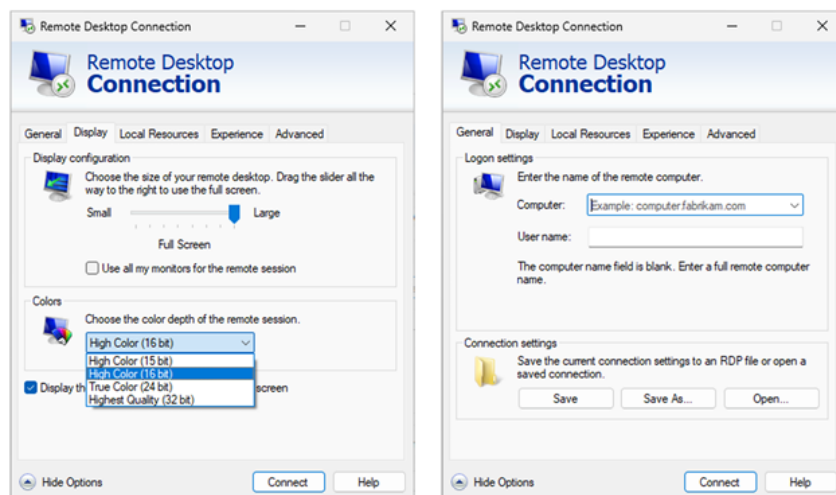 Remote Desktop Connection
Remote Desktop
Connection
General Display Local Resources Experience Advanced
Display configuration
Choose the size of your remote desktop. Drag the slider all the
way to the right to use the full screen.
Small Large
Full Screen
Use all my monitors for the remote session
Colors
Choose the color depth of the remote session.
High Color (16 bit)
High Color (15 bit)
High Color (16 bit)
Display th True Color (24 bit) screen
Highest Quality (32 bit)
Hide Options Connect Help
Remote Desktop Connection
Remote Desktop
Connection
General Display Local Resources Experience Advanced
Logon settings
Enter the name of the remote computer.
Computer: Example: computer.fabrikam.com
User name:
The computer name field is blank. Enter a full remote computer
name.
Connection settings
Save the current connection settings to an RDP file or open a
saved connection.
Save Save As... Open...
Hide Options Connect Help